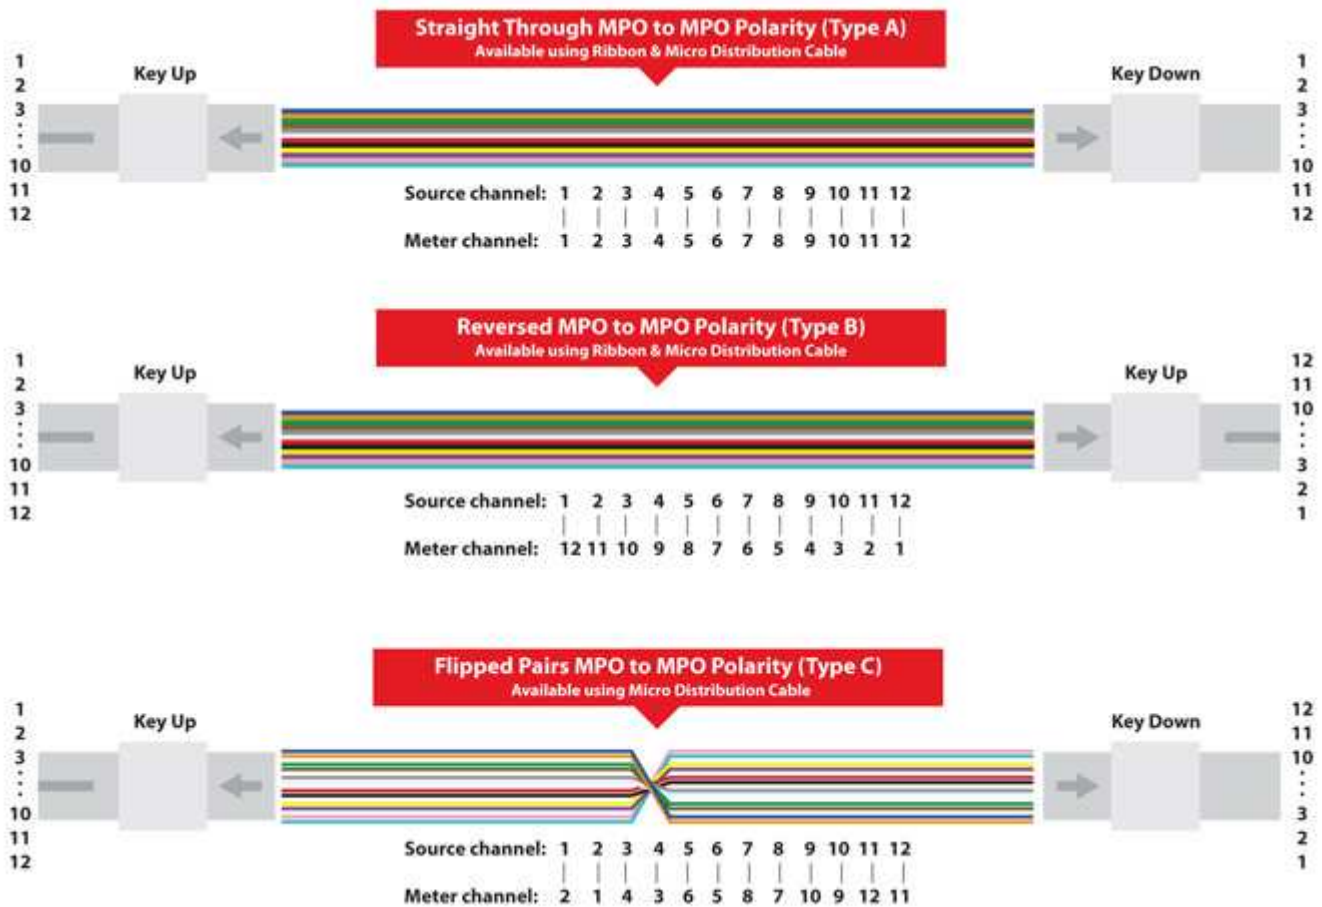 Straight Through MPO to MPO Polarity (Type A)
Available using Ribbon & Micro Distribution Cable
Key Up
Key Down
1
2
3
:
:
10
11
12
1
2
3
:
:
10
11
12
Source channel: 1 2 3 4 5 6 7 8 9 10 11 12
Meter channel: 1 2 3 4 5 6 7 8 9 10 11 12
Reversed MPO to MPO Polarity (Type B)
Available using Ribbon & Micro Distribution Cable
Key Up
Key Up
1
2
3
:
:
10
11
12
12
11
10
:
:
3
2
1
Source channel: 1 2 3 4 5 6 7 8 9 10 11 12
Meter channel: 12 11 10 9 8 7 6 5 4 3 2 1
Flipped Pairs MPO to MPO Polarity (Type C)
Available using Micro Distribution Cable
Key Up
Key Down
1
2
3
:
:
10
11
12
12
11
10
:
:
3
2
1
Source channel: 1 2 3 4 5 6 7 8 9 10 11 12
Meter channel: 2 1 4 3 6 5 8 7 10 9 12 11